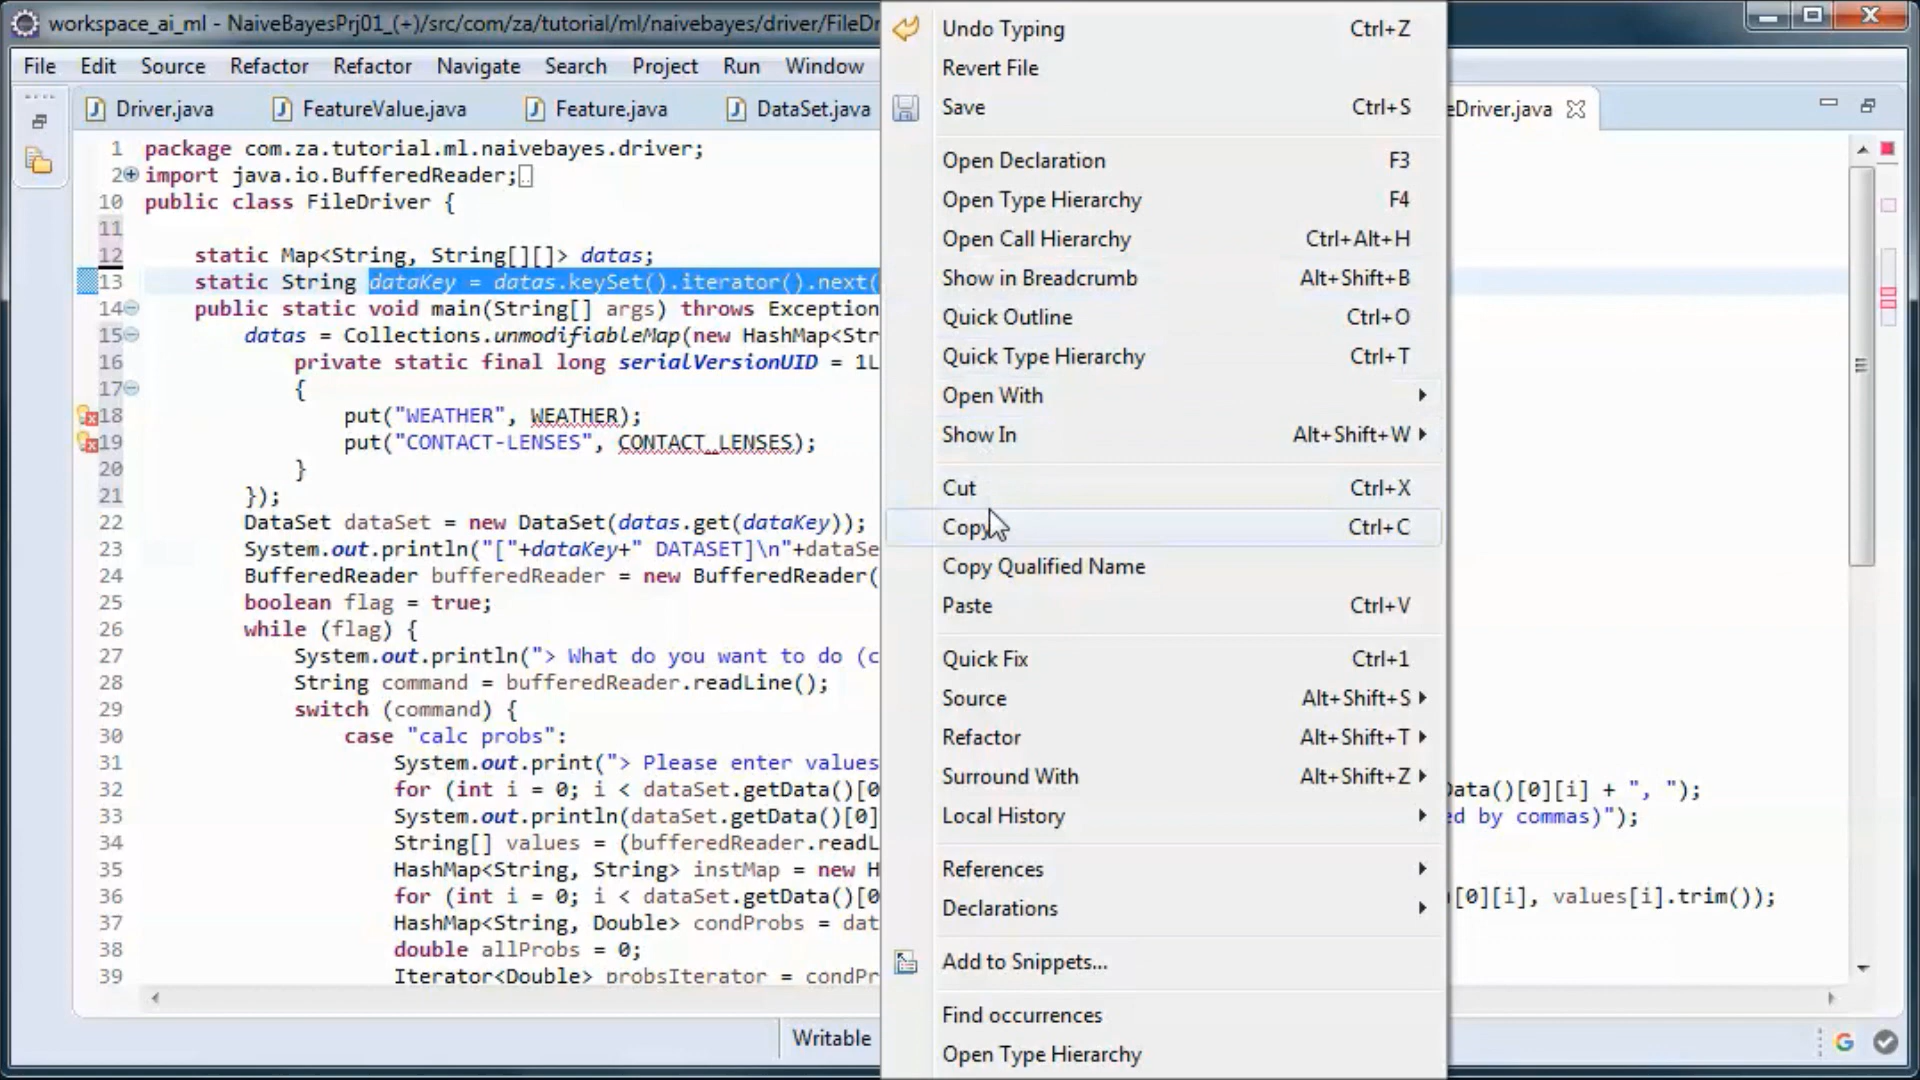 workspace_ai_ml - NaiveBayesPrj01_(+)/src/com/za/tutorial/ml/naivebayes/driver/FileDr
File Edit Source Refactor Refactor Navigate Search Project Run Window
Driver.java FeatureValue.java Feature.java DataSet.java eDriver.java
1 package com.za.tutorial.ml.naivebayes.driver;
2 import java.io.BufferedReader;
10 public class FileDriver {
11
12 static Map<String, String[][]> datas;
13 static String dataKey = datas.keySet().iterator().next(
14 public static void main(String[] args) throws Exception
15 datas = Collections.unmodifiableMap(new HashMap<Str
16 private static final long serialVersionUID = 1L
17 {
18 put("WEATHER", WEATHER);
19 put("CONTACT-LENSES", CONTACT_LENSES);
20 }
21 });
22 DataSet dataSet = new DataSet(datas.get(dataKey));
23 System.out.println("["+dataKey+" DATASET]\n"+dataSe
24 BufferedReader bufferedReader = new BufferedReader(
25 boolean flag = true;
26 while (flag) {
27 System.out.println("> What do you want to do (c
28 String command = bufferedReader.readLine();
29 switch (command) {
30 case "calc probs":
31 System.out.print("> Please enter values
32 for (int i = 0; i < dataSet.getData()[0 Data()[0][i] + ", ");
33 System.out.println(dataSet.getData()[0] ed by commas)");
34 String[] values = (bufferedReader.readL
35 HashMap<String, String> instMap = new H
36 for (int i = 0; i < dataSet.getData()[0 [0][i], values[i].trim());
37 HashMap<String, Double> condProbs = dat
38 double allProbs = 0;
39 Iterator<Double> probsIterator = condPr
Writable
Undo Typing Ctrl+Z
Revert File
Save Ctrl+S
Open Declaration F3
Open Type Hierarchy F4
Open Call Hierarchy Ctrl+Alt+H
Show in Breadcrumb Alt+Shift+B
Quick Outline Ctrl+O
Quick Type Hierarchy Ctrl+T
Open With
Show In Alt+Shift+W
Cut Ctrl+X
Copy Ctrl+C
Copy Qualified Name
Paste Ctrl+V
Quick Fix Ctrl+1
Source Alt+Shift+S
Refactor Alt+Shift+T
Surround With Alt+Shift+Z
Local History
References
Declarations
Add to Snippets...
Find occurrences
Open Type Hierarchy